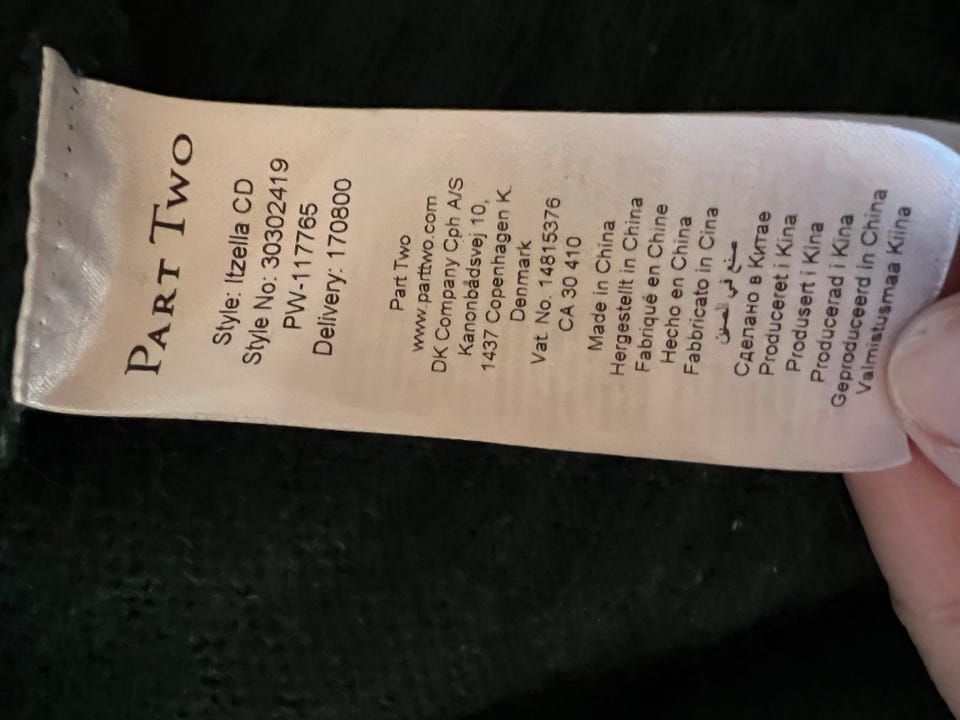 PART TWO
Style: Itzella CD
Style No: 30302419
PW-117765
Delivery: 170800
Part Two
www.parttwo.com
DK Company Cph A/S
Kanonbådsvej 10,
1437 Copenhagen K.
Denmark
Vat. No. 14815376
CA 30 410
Made in China
Hergestellt in China
Fabriqué en Chine
Hecho en China
Fabbricato in Cina
صنع في الصين
Сделано в Китае
Produceret i Kina
Produsert i Kina
Producerad i Kina
Geproduceerd in China
Valmistusmaa Kiina